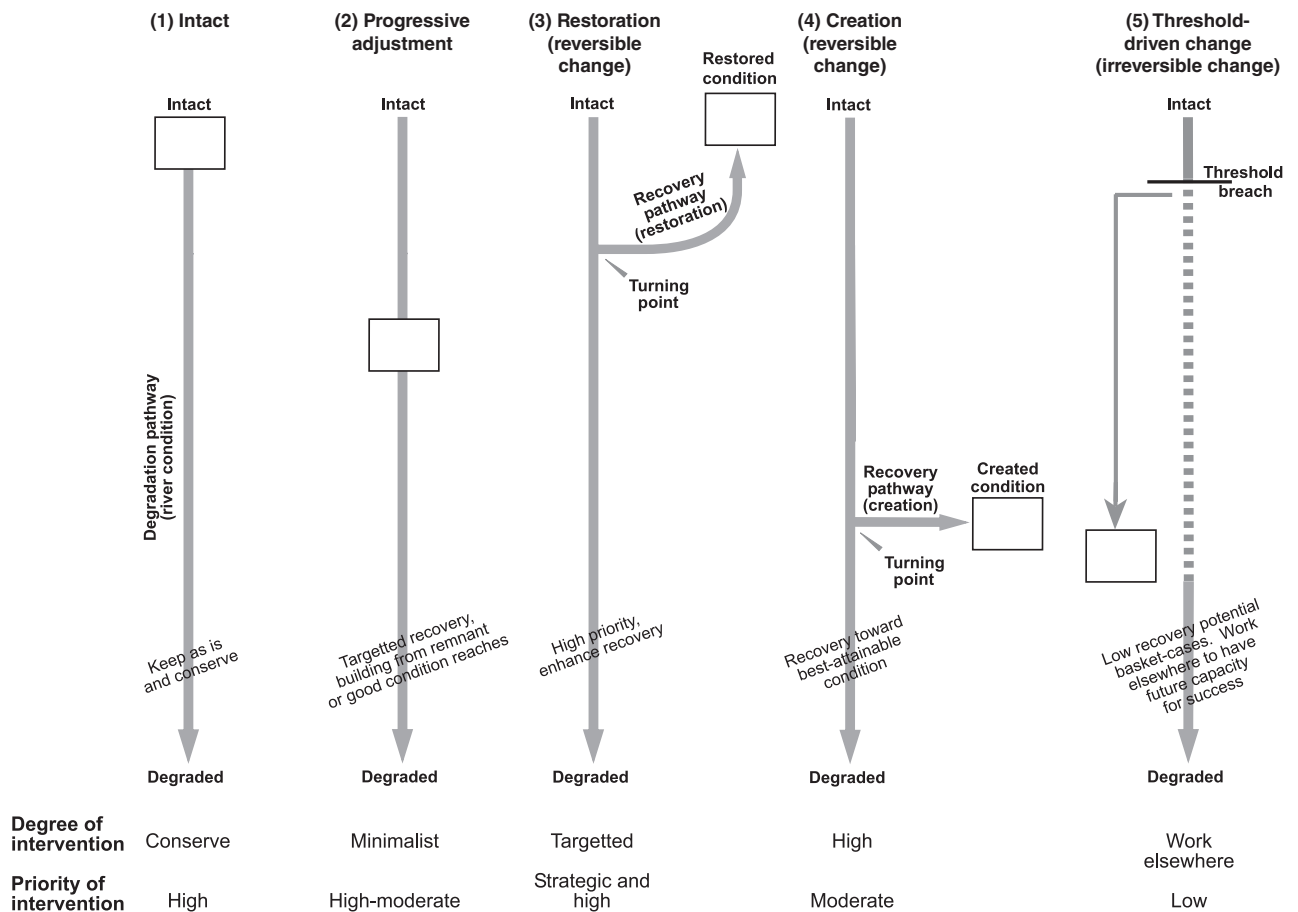 (1) Intact
(2) Progressive
adjustment
(3) Restoration
(reversible
change)
(4) Creation
(reversible
change)
(5) Threshold-
driven change
(irreversible change)
Restored
condition
Intact
Intact
Intact
Intact
Intact
Threshold
breach
Recovery
pathway
(restoration)
Turning
point
Degradation pathway
(river condition)
Recovery
pathway
(creation)
Created
condition
Turning
point
Keep as is
and conserve
Targetted recovery,
building from remnant
or good condition reaches
High priority,
enhance recovery
Recovery toward
best-attainable
condition
Low recovery potential
basket-cases. Work
elsewhere to have
future capacity
for success
Degraded
Degraded
Degraded
Degraded
Degraded
Degree of
intervention
Conserve
Minimalist
Targetted
High
Work
elsewhere
Priority of
intervention
High
High-moderate
Strategic and
high
Moderate
Low